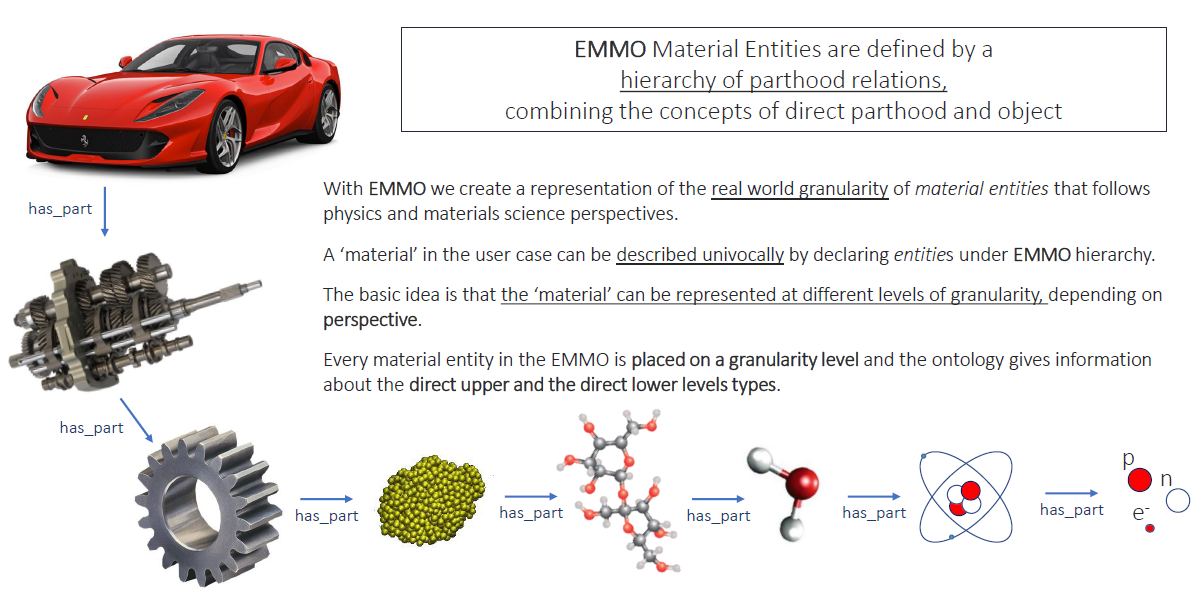 EMMO Material Entities are defined by a
hierarchy of parthood relations,
combining the concepts of direct parthood and object
With EMMO we create a representation of the real world granularity of material entities that follows
physics and materials science perspectives.
has_part
A ‘material’ in the user case can be described univocally by declaring entities under EMMO hierarchy.
The basic idea is that the ‘material’ can be represented at different levels of granularity, depending on
perspective.
Every material entity in the EMMO is placed on a granularity level and the ontology gives information
about the direct upper and the direct lower levels types.
has_part
has_part
has_part
has_part
has_part
has_part
p
n
e-